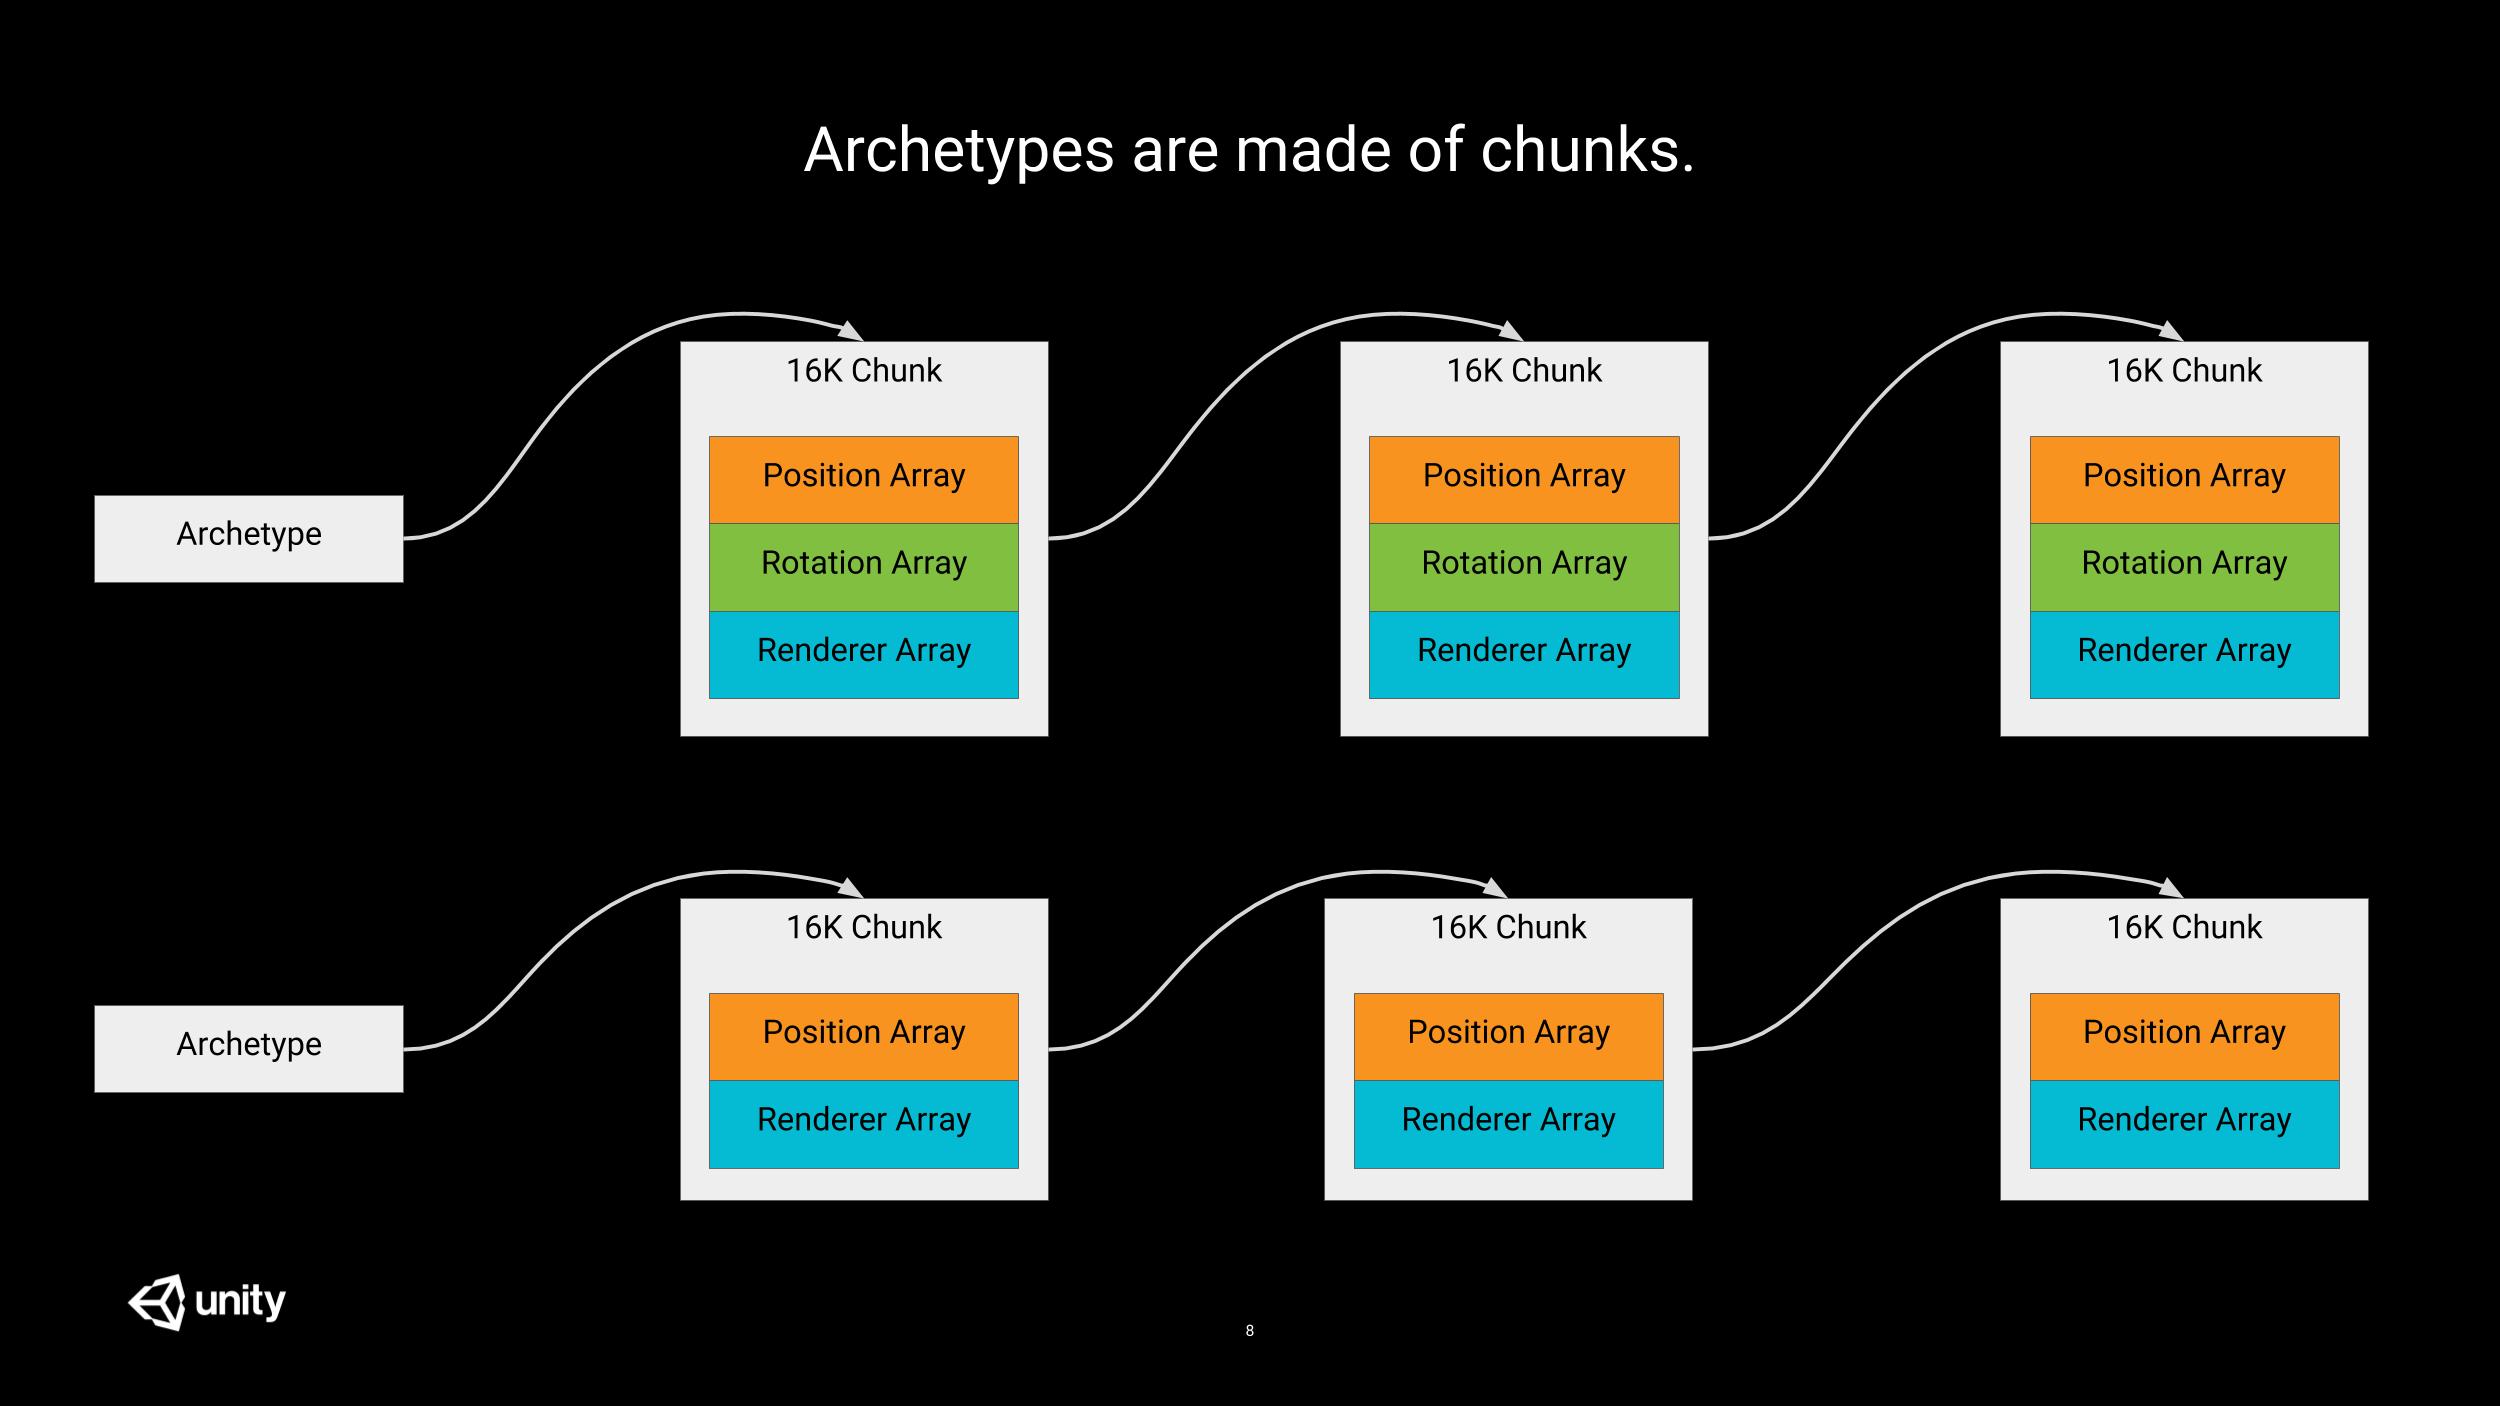 Archetypes are made of chunks.
Archetype
16K Chunk
Position Array
Rotation Array
Renderer Array
16K Chunk
Position Array
Rotation Array
Renderer Array
16K Chunk
Position Array
Rotation Array
Renderer Array
Archetype
16K Chunk
Position Array
Renderer Array
16K Chunk
Position Array
Renderer Array
16K Chunk
Position Array
Renderer Array
unity
8